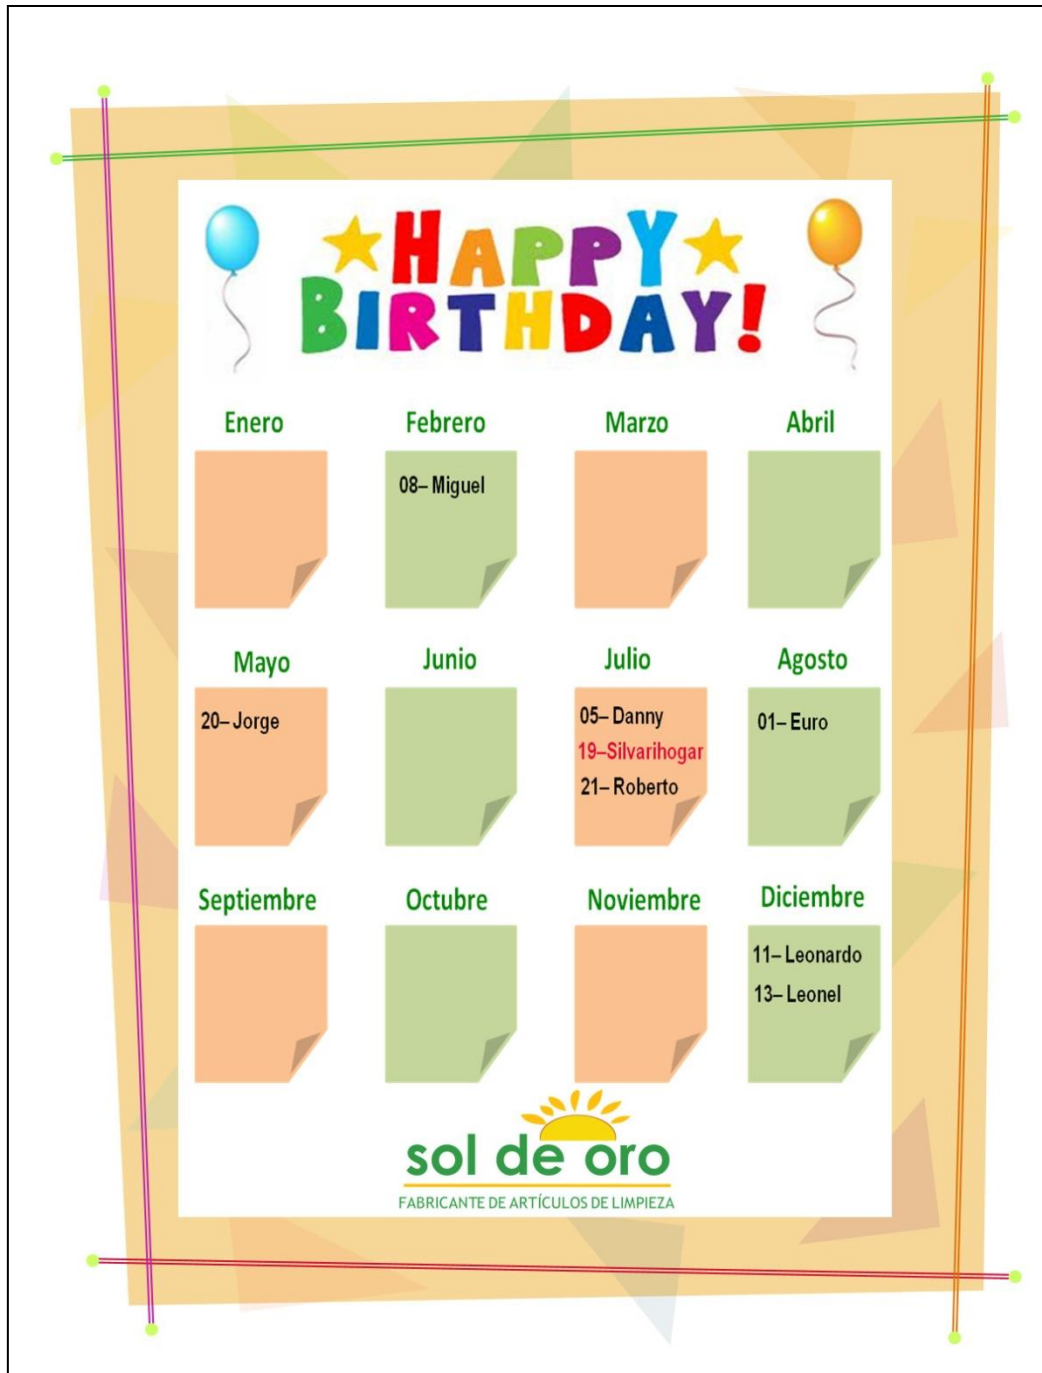 HAPPY
BIRTHDAY!
Enero
Febrero
Marzo
Abril
08– Miguel
Mayo
Junio
Julio
Agosto
20– Jorge
05– Danny
19–Silvarihogar
21– Roberto
01– Euro
Septiembre
Octubre
Noviembre
Diciembre
11– Leonardo
13– Leonel
sol de oro
FABRICANTE DE ARTÍCULOS DE LIMPIEZA